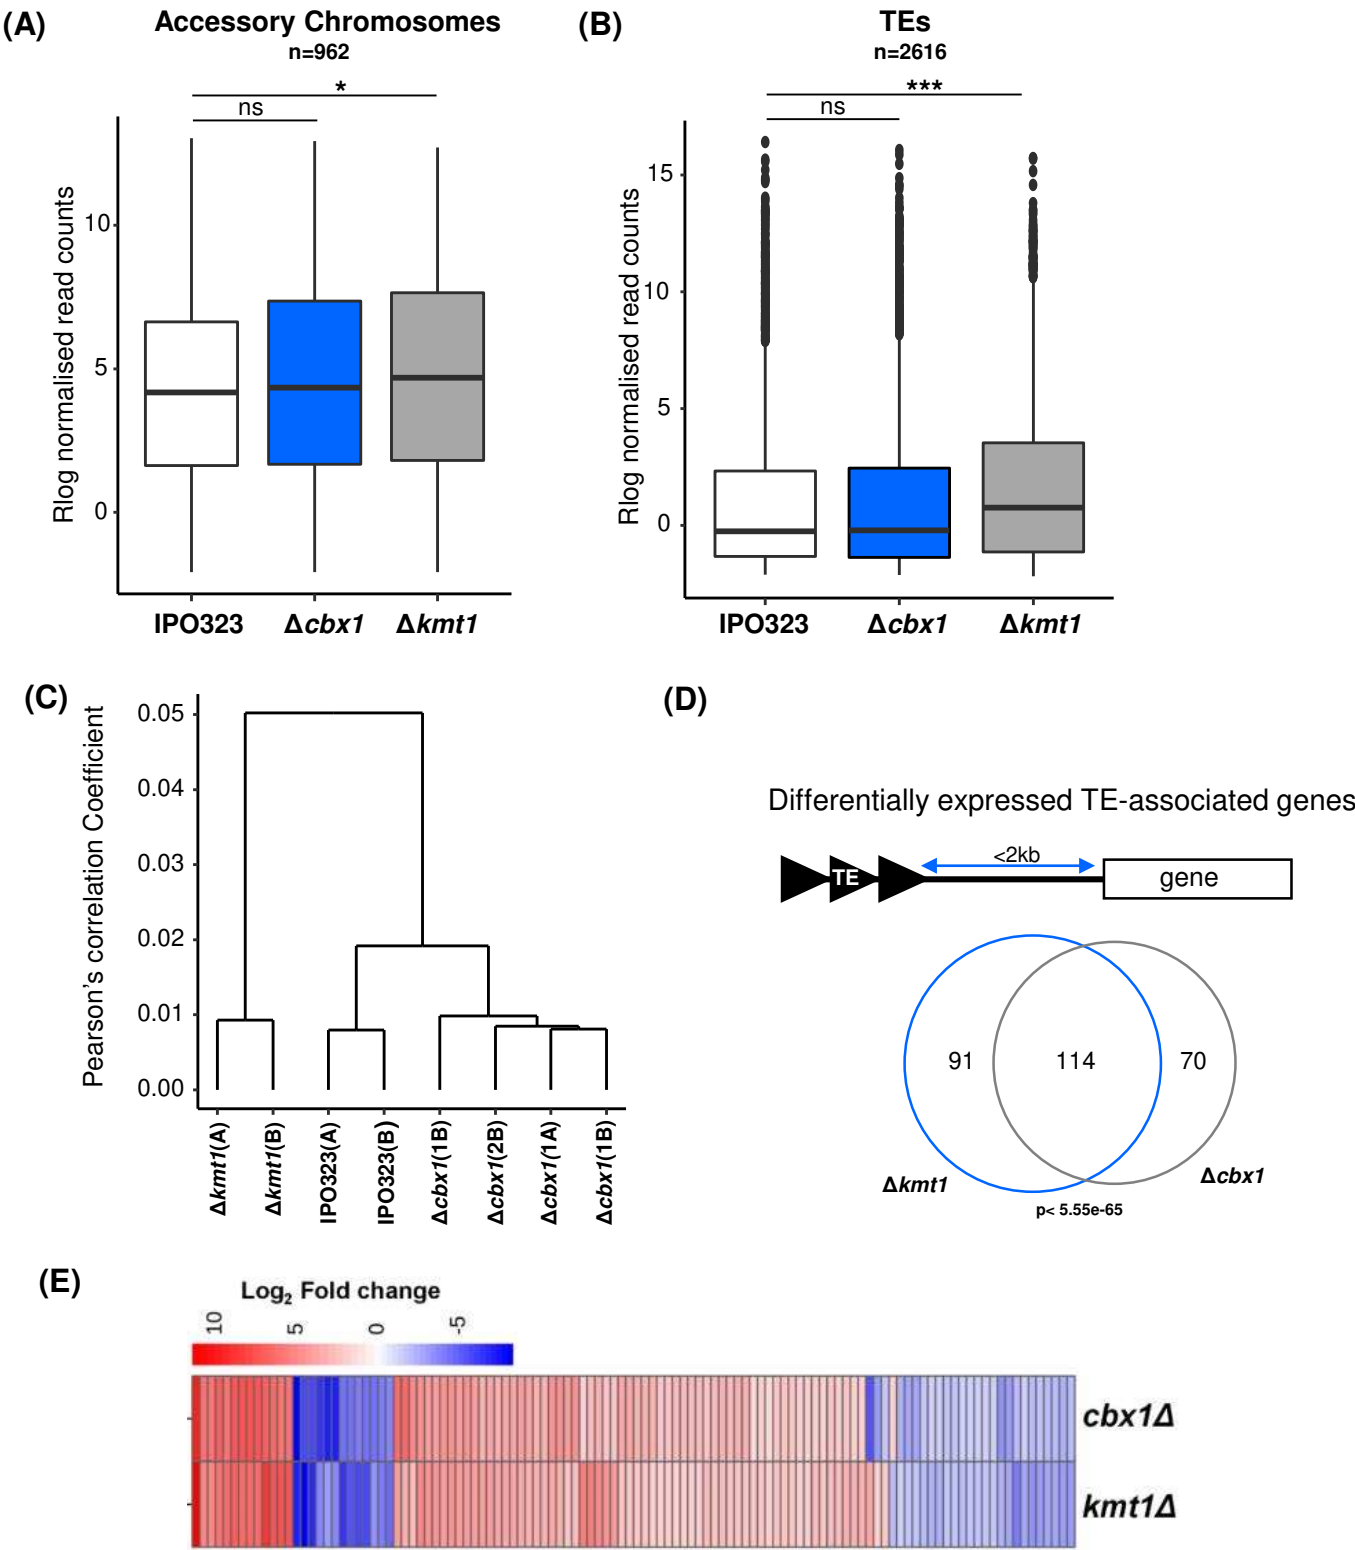 (A)
Accessory Chromosomes
n=962
*
ns
Rlog normalised read counts
10
5
0
IPO323
Δcbx1
Δkmt1
(B)
TEs
n=2616
***
ns
Rlog normalised read counts
15
10
5
0
IPO323
Δcbx1
Δkmt1
(C)
Pearson's correlation Coefficient
0.05
0.04
0.03
0.02
0.01
0.00
Δkmt1(A)
Δkmt1(B)
IPO323(A)
IPO323(B)
Δcbx1(1B)
Δcbx1(2B)
Δcbx1(1A)
Δcbx1(1B)
(D)
Differentially expressed TE-associated genes
<2kb
TE
gene
91
114
70
Δkmt1
Δcbx1
p< 5.55e-65
(E)
Log2 Fold change
10
5
0
-5
cbx1Δ
kmt1Δ